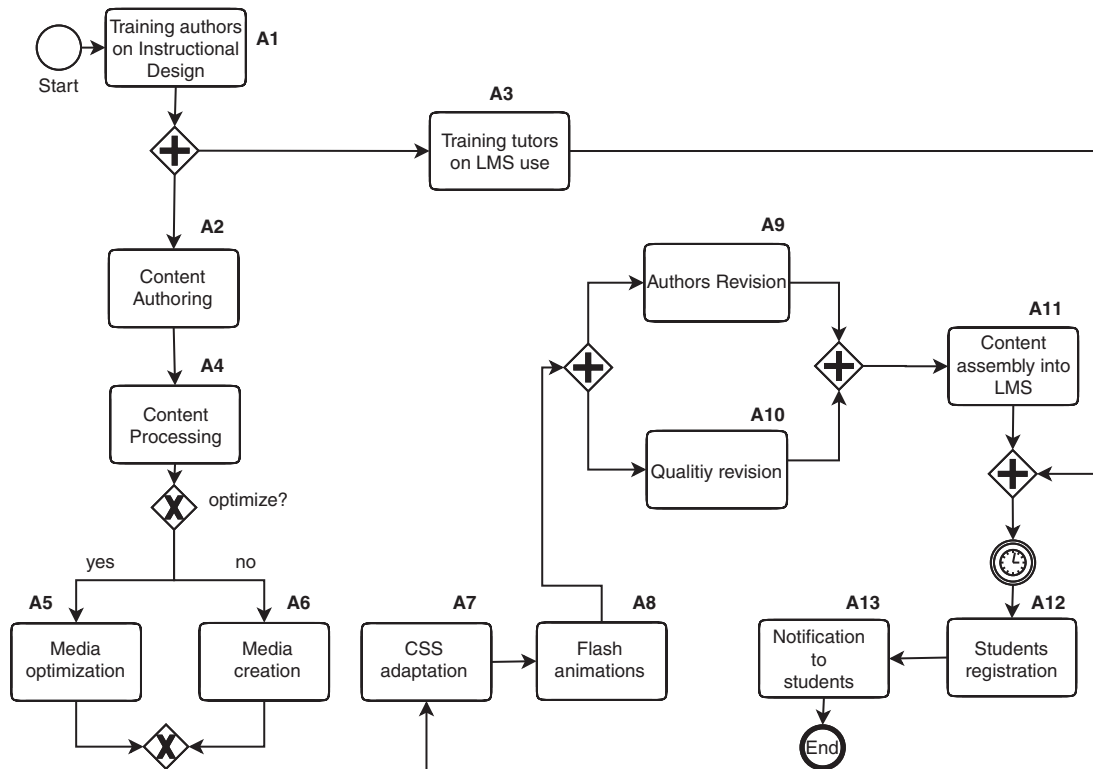 Training authors
on Instructional
Design
A1
Start
A3
Training tutors
on LMS use
A2
Content
Authoring
A9
Authors Revision
A4
Content
Processing
A11
Content
assembly into
LMS
A10
Qualitiy revision
X
optimize?
yes
no
A5
Media
optimization
A6
Media
creation
A7
CSS
adaptation
A8
Flash
animations
A13
Notification
to
students
A12
Students
registration
X
End